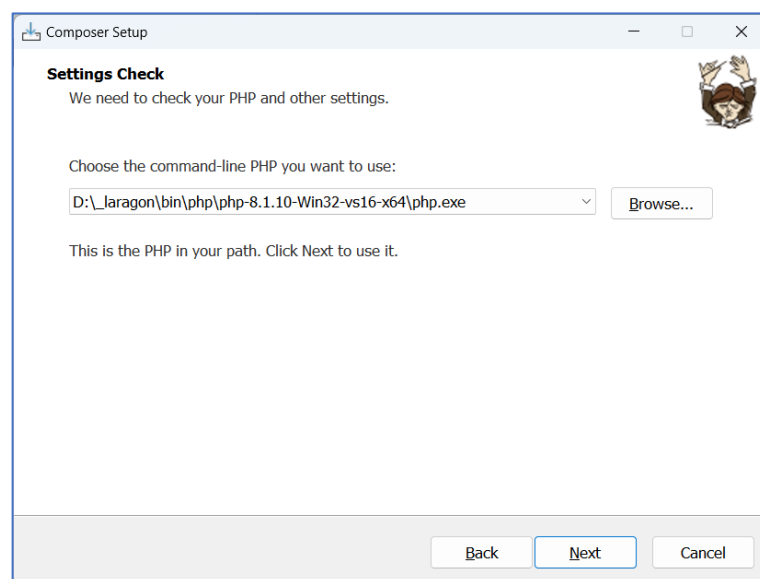 Composer Setup
Settings Check
We need to check your PHP and other settings.
Choose the command-line PHP you want to use:
D:\_laragon\bin\php\php-8.1.10-Win32-vs16-x64\php.exe
Browse...
This is the PHP in your path. Click Next to use it.
Back
Next
Cancel